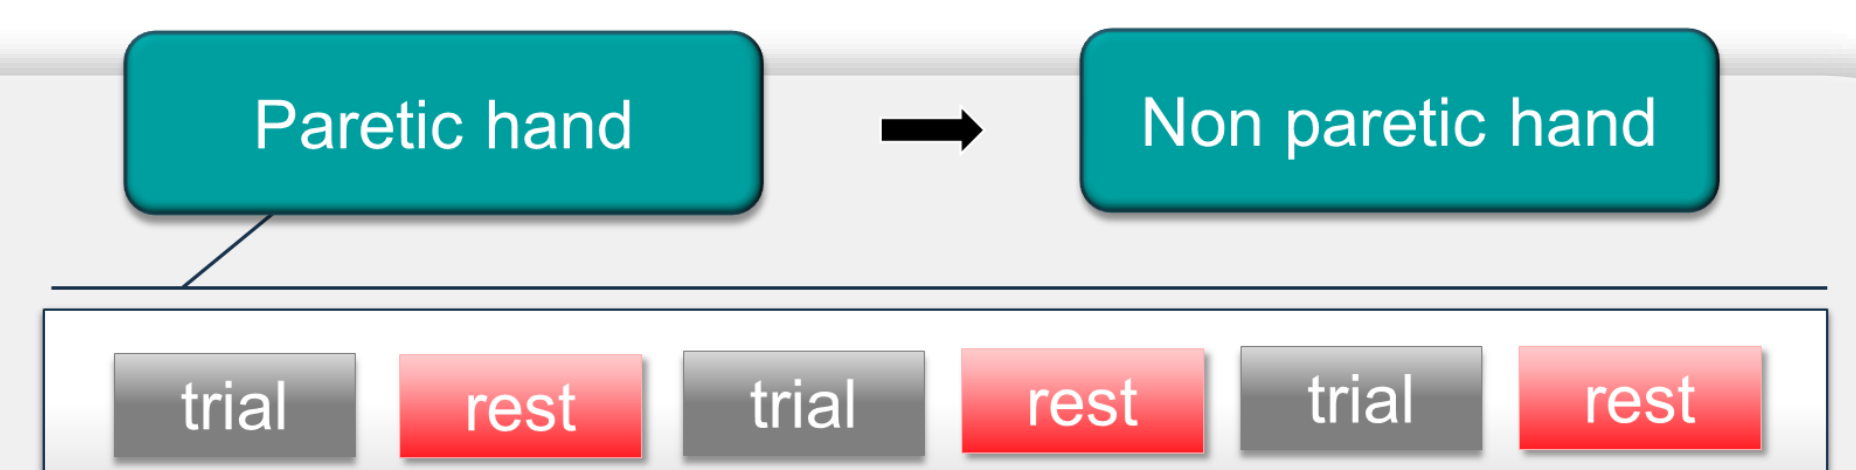 Paretic hand
Non paretic hand
trial rest trial rest trial rest